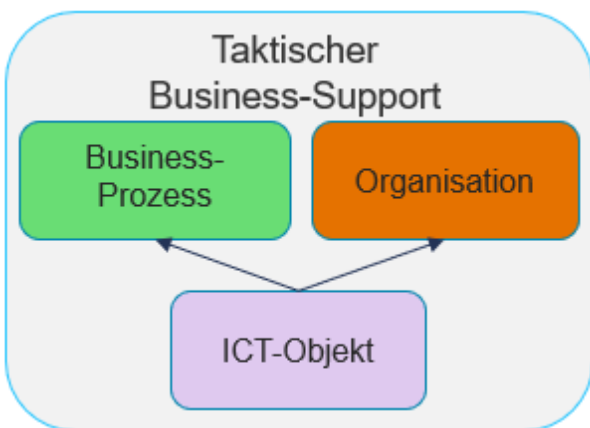 Taktischer
Business-Support
Business-
Prozess
Organisation
ICT-Objekt